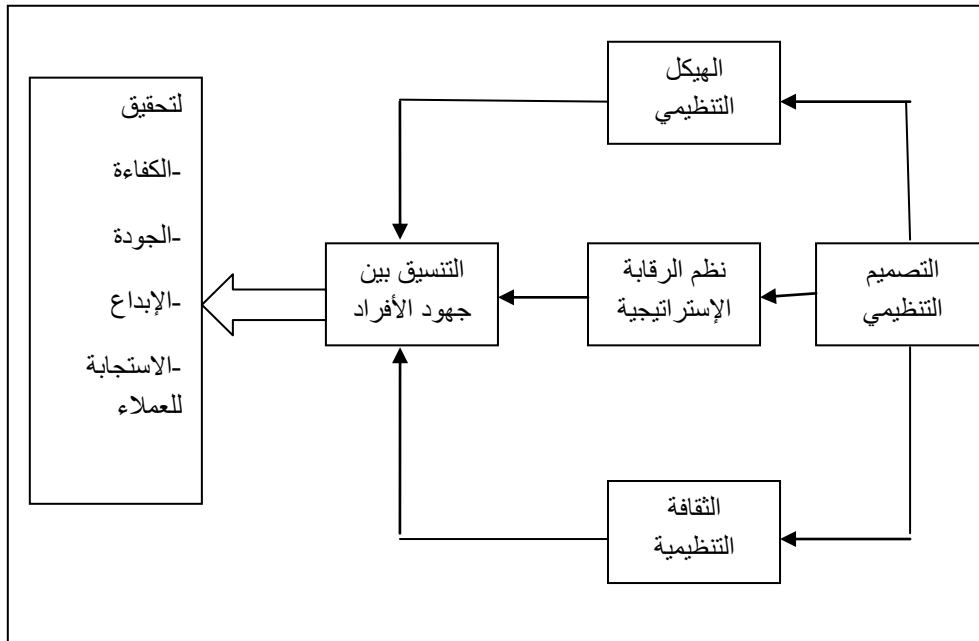 الهيكل
التنظيمي
التصميم
التنظيمي
نظم الرقابة
الإستراتيجية
التنسيق بين
جهود الأفراد
الثقافة
التنظيمية
لتحقيق
-الكفاءة
-الجودة
-الإبداع
-الاستجابة
للعملاء